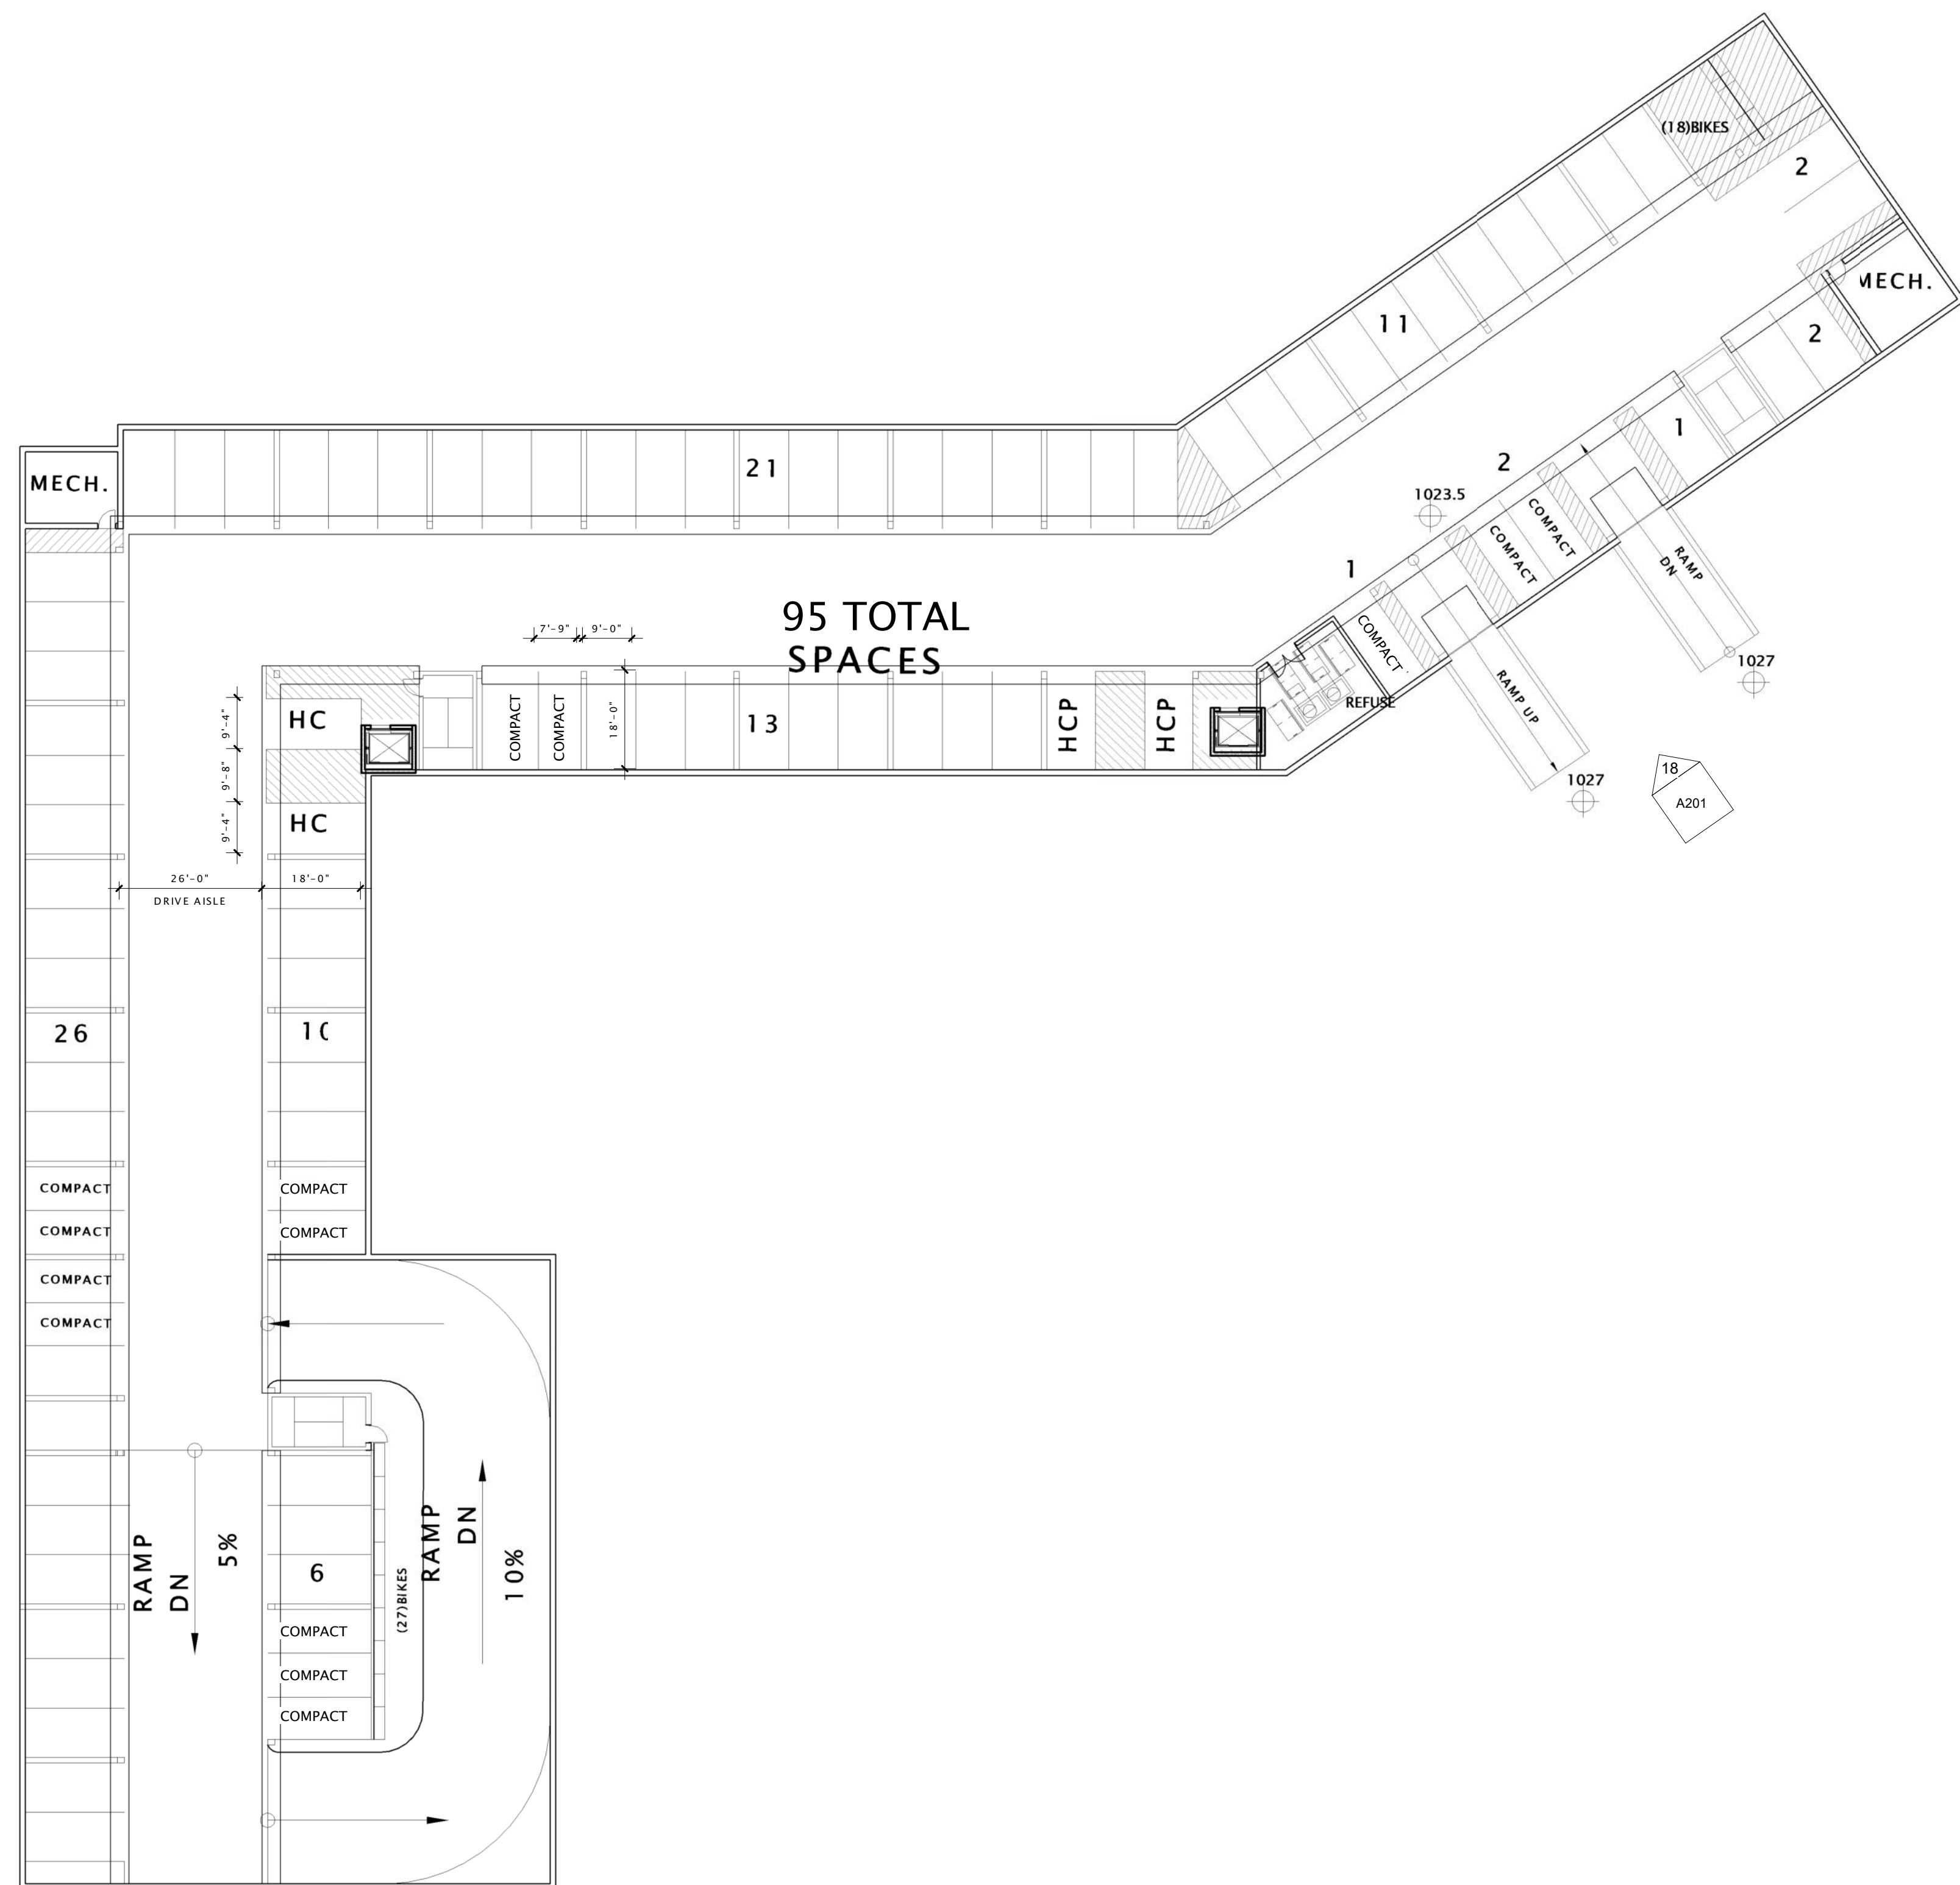 (18)BIKES
2
MECH.
2
11
1
2
1023.5
COMPACT
COMPACT
RAMP
DN
1027
1
COMPACT
RAMP UP
1027
18
A201
REFUSE
MECH.
21
95 TOTAL
SPACES
7'-9"
9'-0"
COMPACT
COMPACT
18'-0"
13
HCP
HCP
HC
9'-4"
9'-8"
HC
9'-4"
26'-0"
18'-0"
DRIVE AISLE
26
10
COMPACT
COMPACT
COMPACT
COMPACT
COMPACT
COMPACT
RAMP
DN
5%
6
(27)BIKES
RAMP
DN
10%
COMPACT
COMPACT
COMPACT